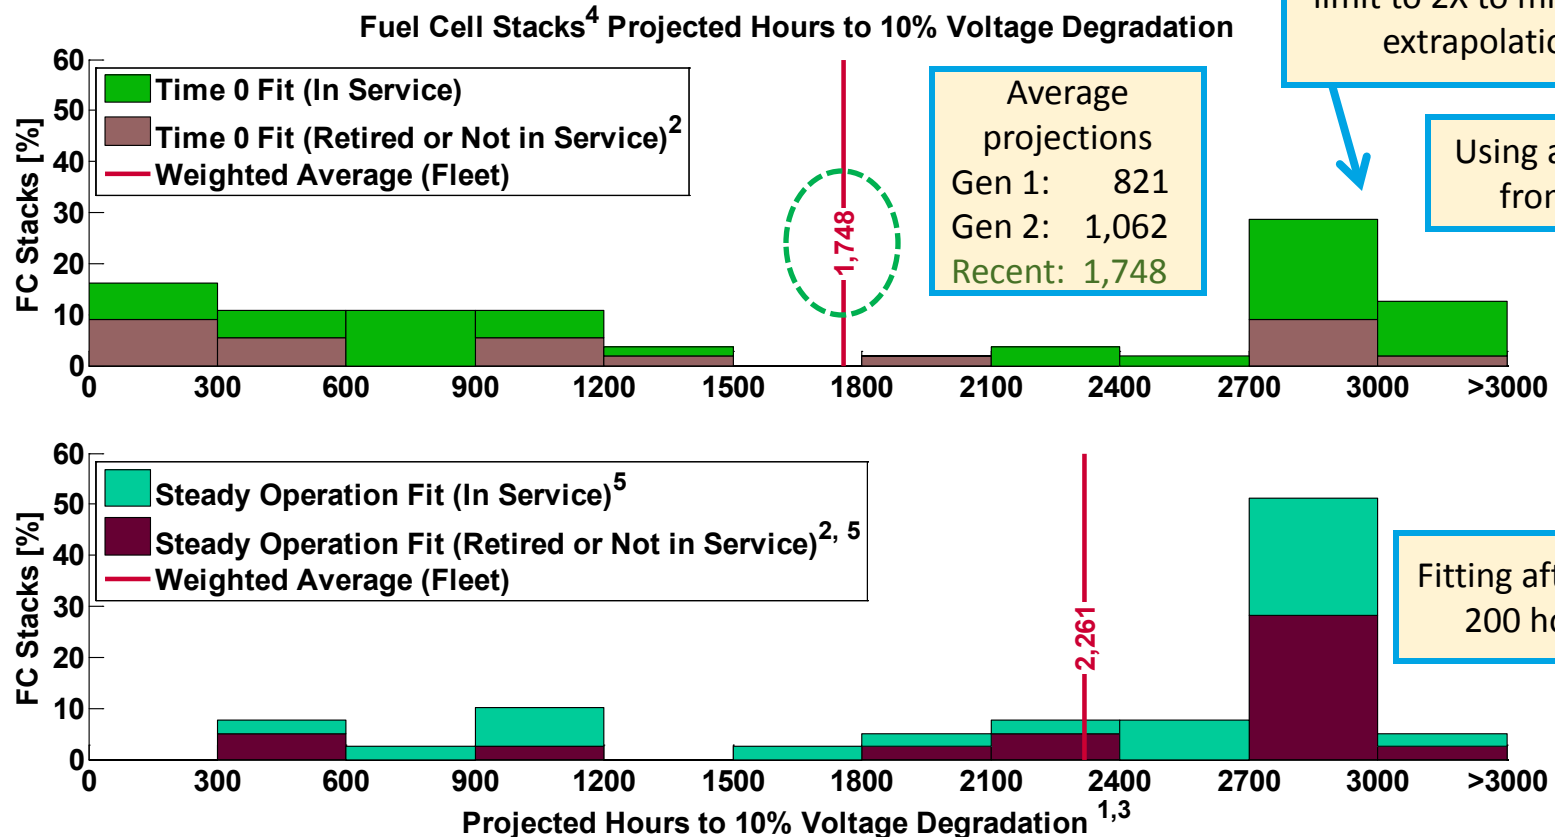 limit to 2X to
extrapolatio
Fuel Cell Stacks4 Projected Hours to 10% Voltage Degradation
FC Stacks [%]
60
50
40
30
20
10
0
Time 0 Fit (In Service)
Time 0 Fit (Retired or Not in Service)2
Weighted Average (Fleet)
1,748
Average
projections
Gen 1: 821
Gen 2: 1,062
Recent: 1,748
Using a
from
0 300 600 900 1200 1500 1800 2100 2400 2700 3000 >3000
FC Stacks [%]
60
50
40
30
20
10
0
Steady Operation Fit (In Service)5
Steady Operation Fit (Retired or Not in Service)2, 5
Weighted Average (Fleet)
2,261
Fitting aft
200 ho
0 300 600 900 1200 1500 1800 2100 2400 2700 3000 >3000
Projected Hours to 10% Voltage Degradation 1,3